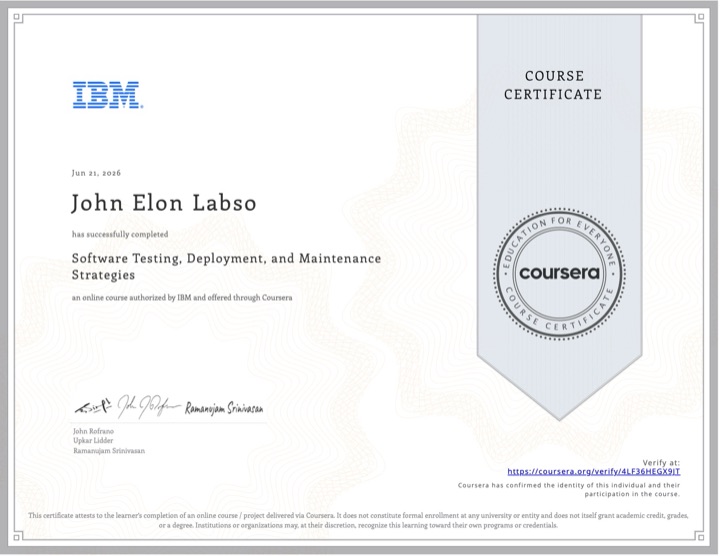 IBM
COURSE
CERTIFICATE
Jun 21, 2026
John Elon Labso
has successfully completed
Software Testing, Deployment, and Maintenance
Strategies
an online course authorized by IBM and offered through Coursera
EDUCATION FOR EVERYONE
coursera
COURSE CERTIFICATE
Ramanujam Srinivasan
John Rofrano
Upkar Lidder
Ramanujam Srinivasan
Verify at:
https://coursera.org/verify/4LF36HEGX9JT
Coursera has confirmed the identity of this individual and their
participation in the course.
This certificate attests to the learner's completion of an online course / project delivered via Coursera. It does not constitute formal enrollment at any university or entity and does not itself grant academic credit, grades,
or a degree. Institutions or organizations may, at their discretion, recognize this learning toward their own programs or credentials.